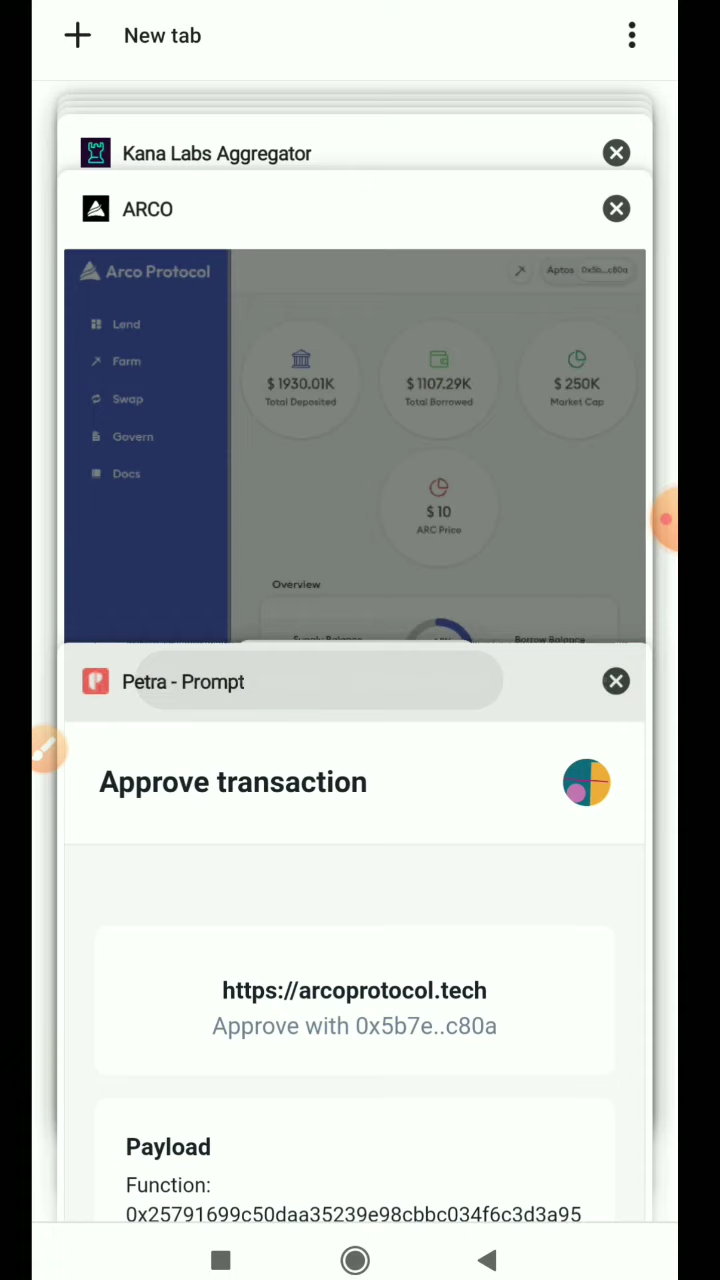 New tab
Kana Labs Aggregator
ARCO
Arco Protocol
Aptos 0x5b...c80a
Lend
Farm
Swap
Govern
Docs
$ 1930.01K
Total Deposited
$ 1107.29K
Total Borrowed
$ 250K
Market Cap
$ 10
ARC Price
Overview
Supply Balance
Borrow Balance
Petra - Prompt
Approve transaction
https://arcoprotocol.tech
Approve with 0x5b7e..c80a
Payload
Function:
0x25791699c50daa35239e98cbbc034f6c3d3a95